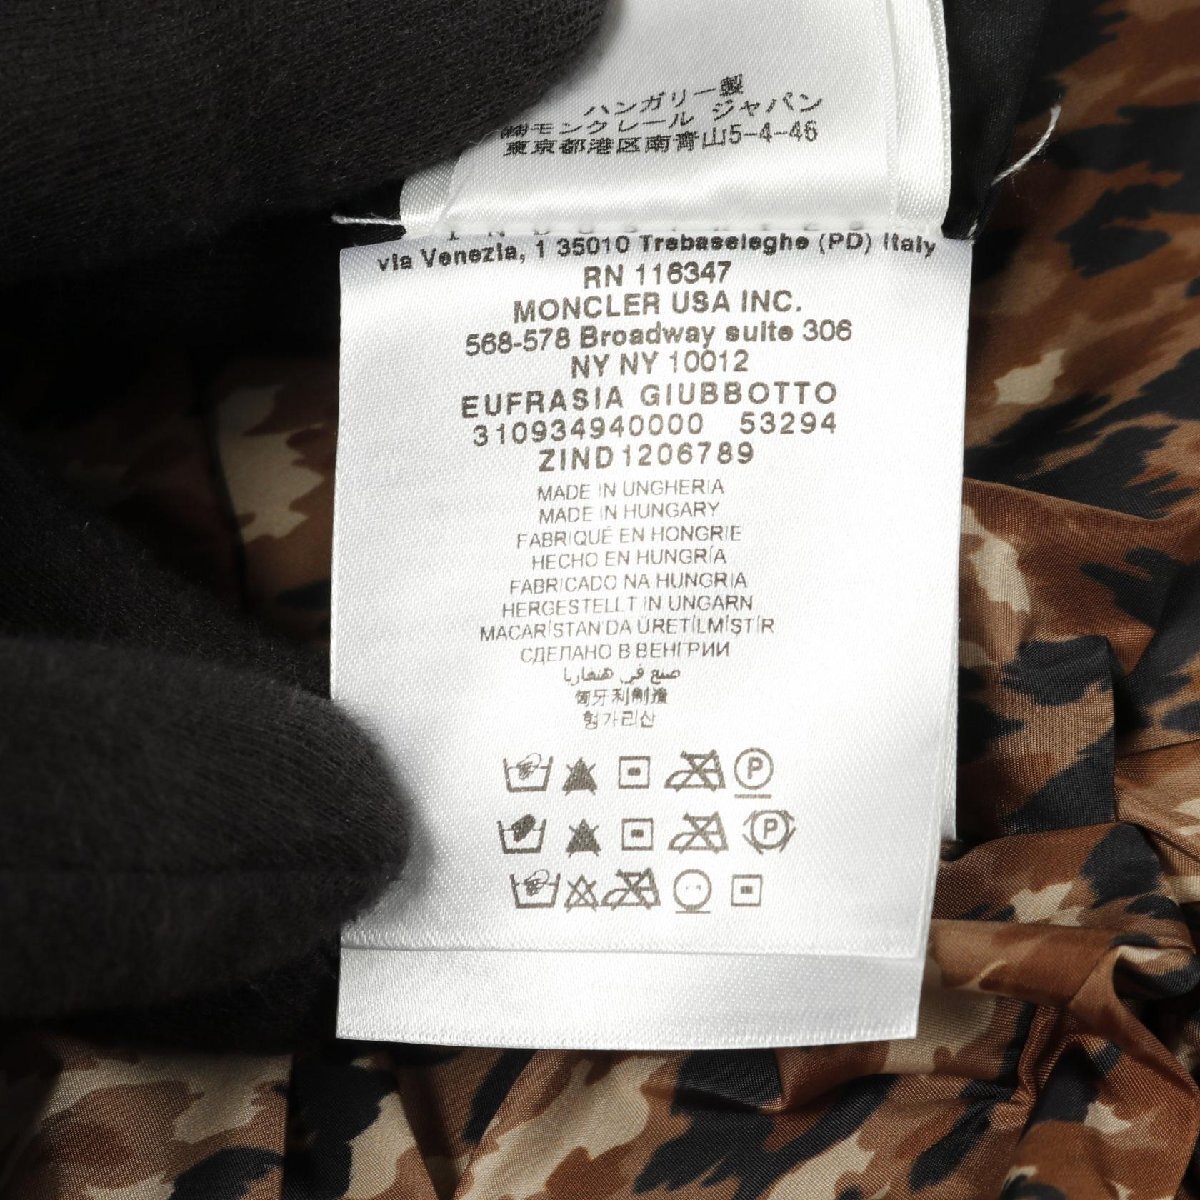 ハンガリー製
㈱モンクレール ジャパン
東京都港区南青山5-4-46
via Venezia, 1 35010 Trebaseleghe (PD) Italy
RN 116347
MONCLER USA INC.
568-578 Broadway suite 306
NY NY 10012
EUFRASIA GIUBBOTTO
310934940000 53294
ZIND1206789
MADE IN UNGHERIA
MADE IN HUNGARY
FABRIQUÉ EN HONGRIE
HECHO EN HUNGRÍA
FABRICADO NA HUNGRIA
HERGESTELLT IN UNGARN
MACARİSTAN'DA ÜRETİLMİŞTİR
СДЕЛАНО В ВЕНГРИИ
صنع في هنغاريا
匈牙利制造
헝가리산
P
P